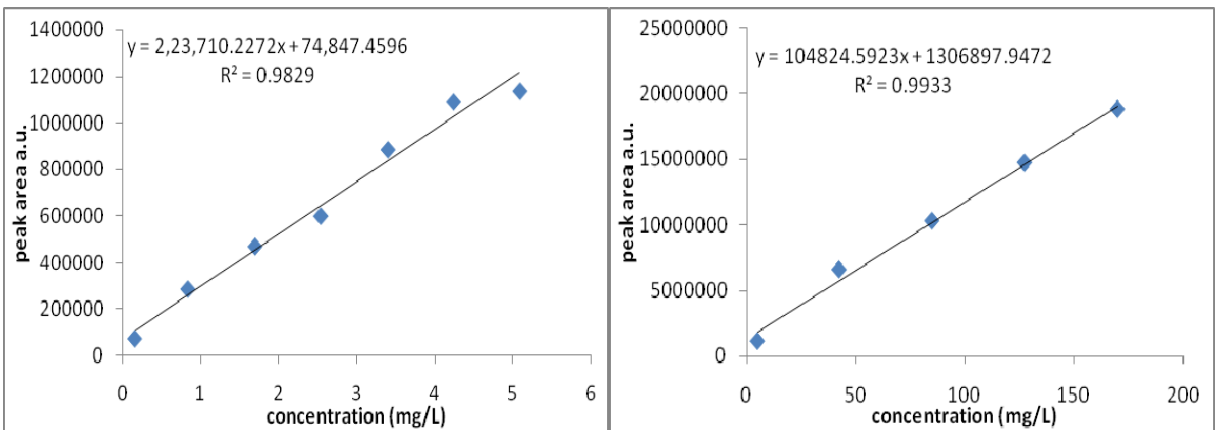 1400000
1200000
1000000
800000
600000
400000
200000
0
y = 2,23,710.2272x + 74,847.4596
R² = 0.9829
peak area a.u.
0 1 2 3 4 5 6
concentration (mg/L)
25000000
20000000
15000000
10000000
5000000
0
y = 104824.5923x + 1306897.9472
R² = 0.9933
peak area a.u.
0 50 100 150 200
concentration (mg/L)